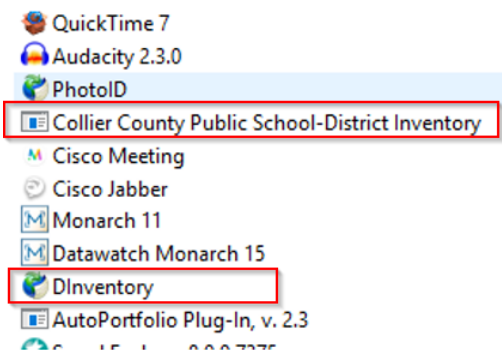 QuickTime 7
Audacity 2.3.0
PhotoID
Collier County Public School-District Inventory
Cisco Meeting
Cisco Jabber
Monarch 11
Datawatch Monarch 15
DInventory
AutoPortfolio Plug-In, v. 2.3